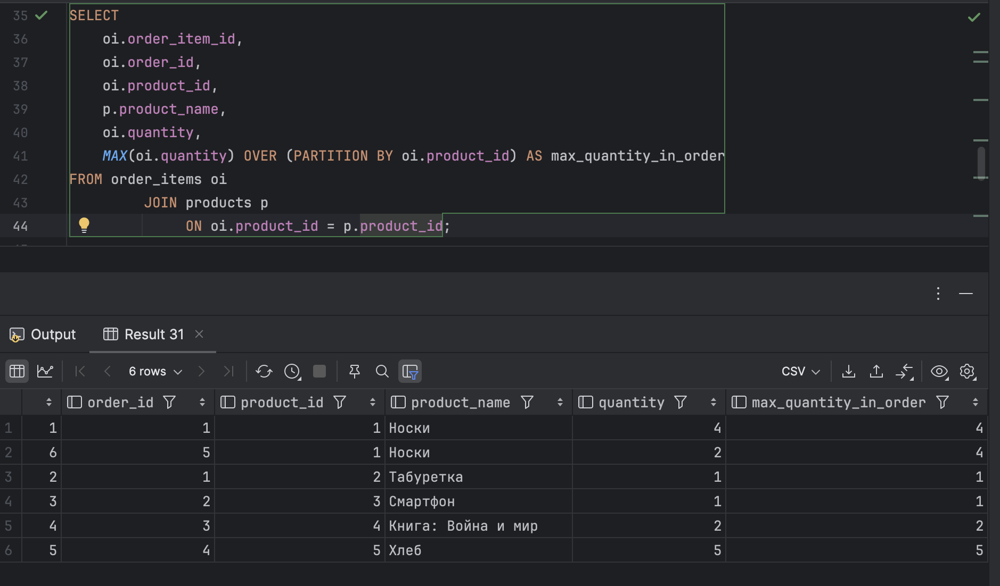 35 SELECT
36 oi.order_item_id,
37 oi.order_id,
38 oi.product_id,
39 p.product_name,
40 oi.quantity,
41 MAX(oi.quantity) OVER (PARTITION BY oi.product_id) AS max_quantity_in_order
42 FROM order_items oi
43 JOIN products p
44 ON oi.product_id = p.product_id;
Output Result 31
6 rows CSV
order_id product_id product_name quantity max_quantity_in_order
1 1 1 1 Носки 4 4
2 6 5 1 Носки 2 4
3 2 1 2 Табуретка 1 1
4 3 2 3 Смартфон 1 1
5 4 3 4 Книга: Война и мир 2 2
6 5 4 5 Хлеб 5 5